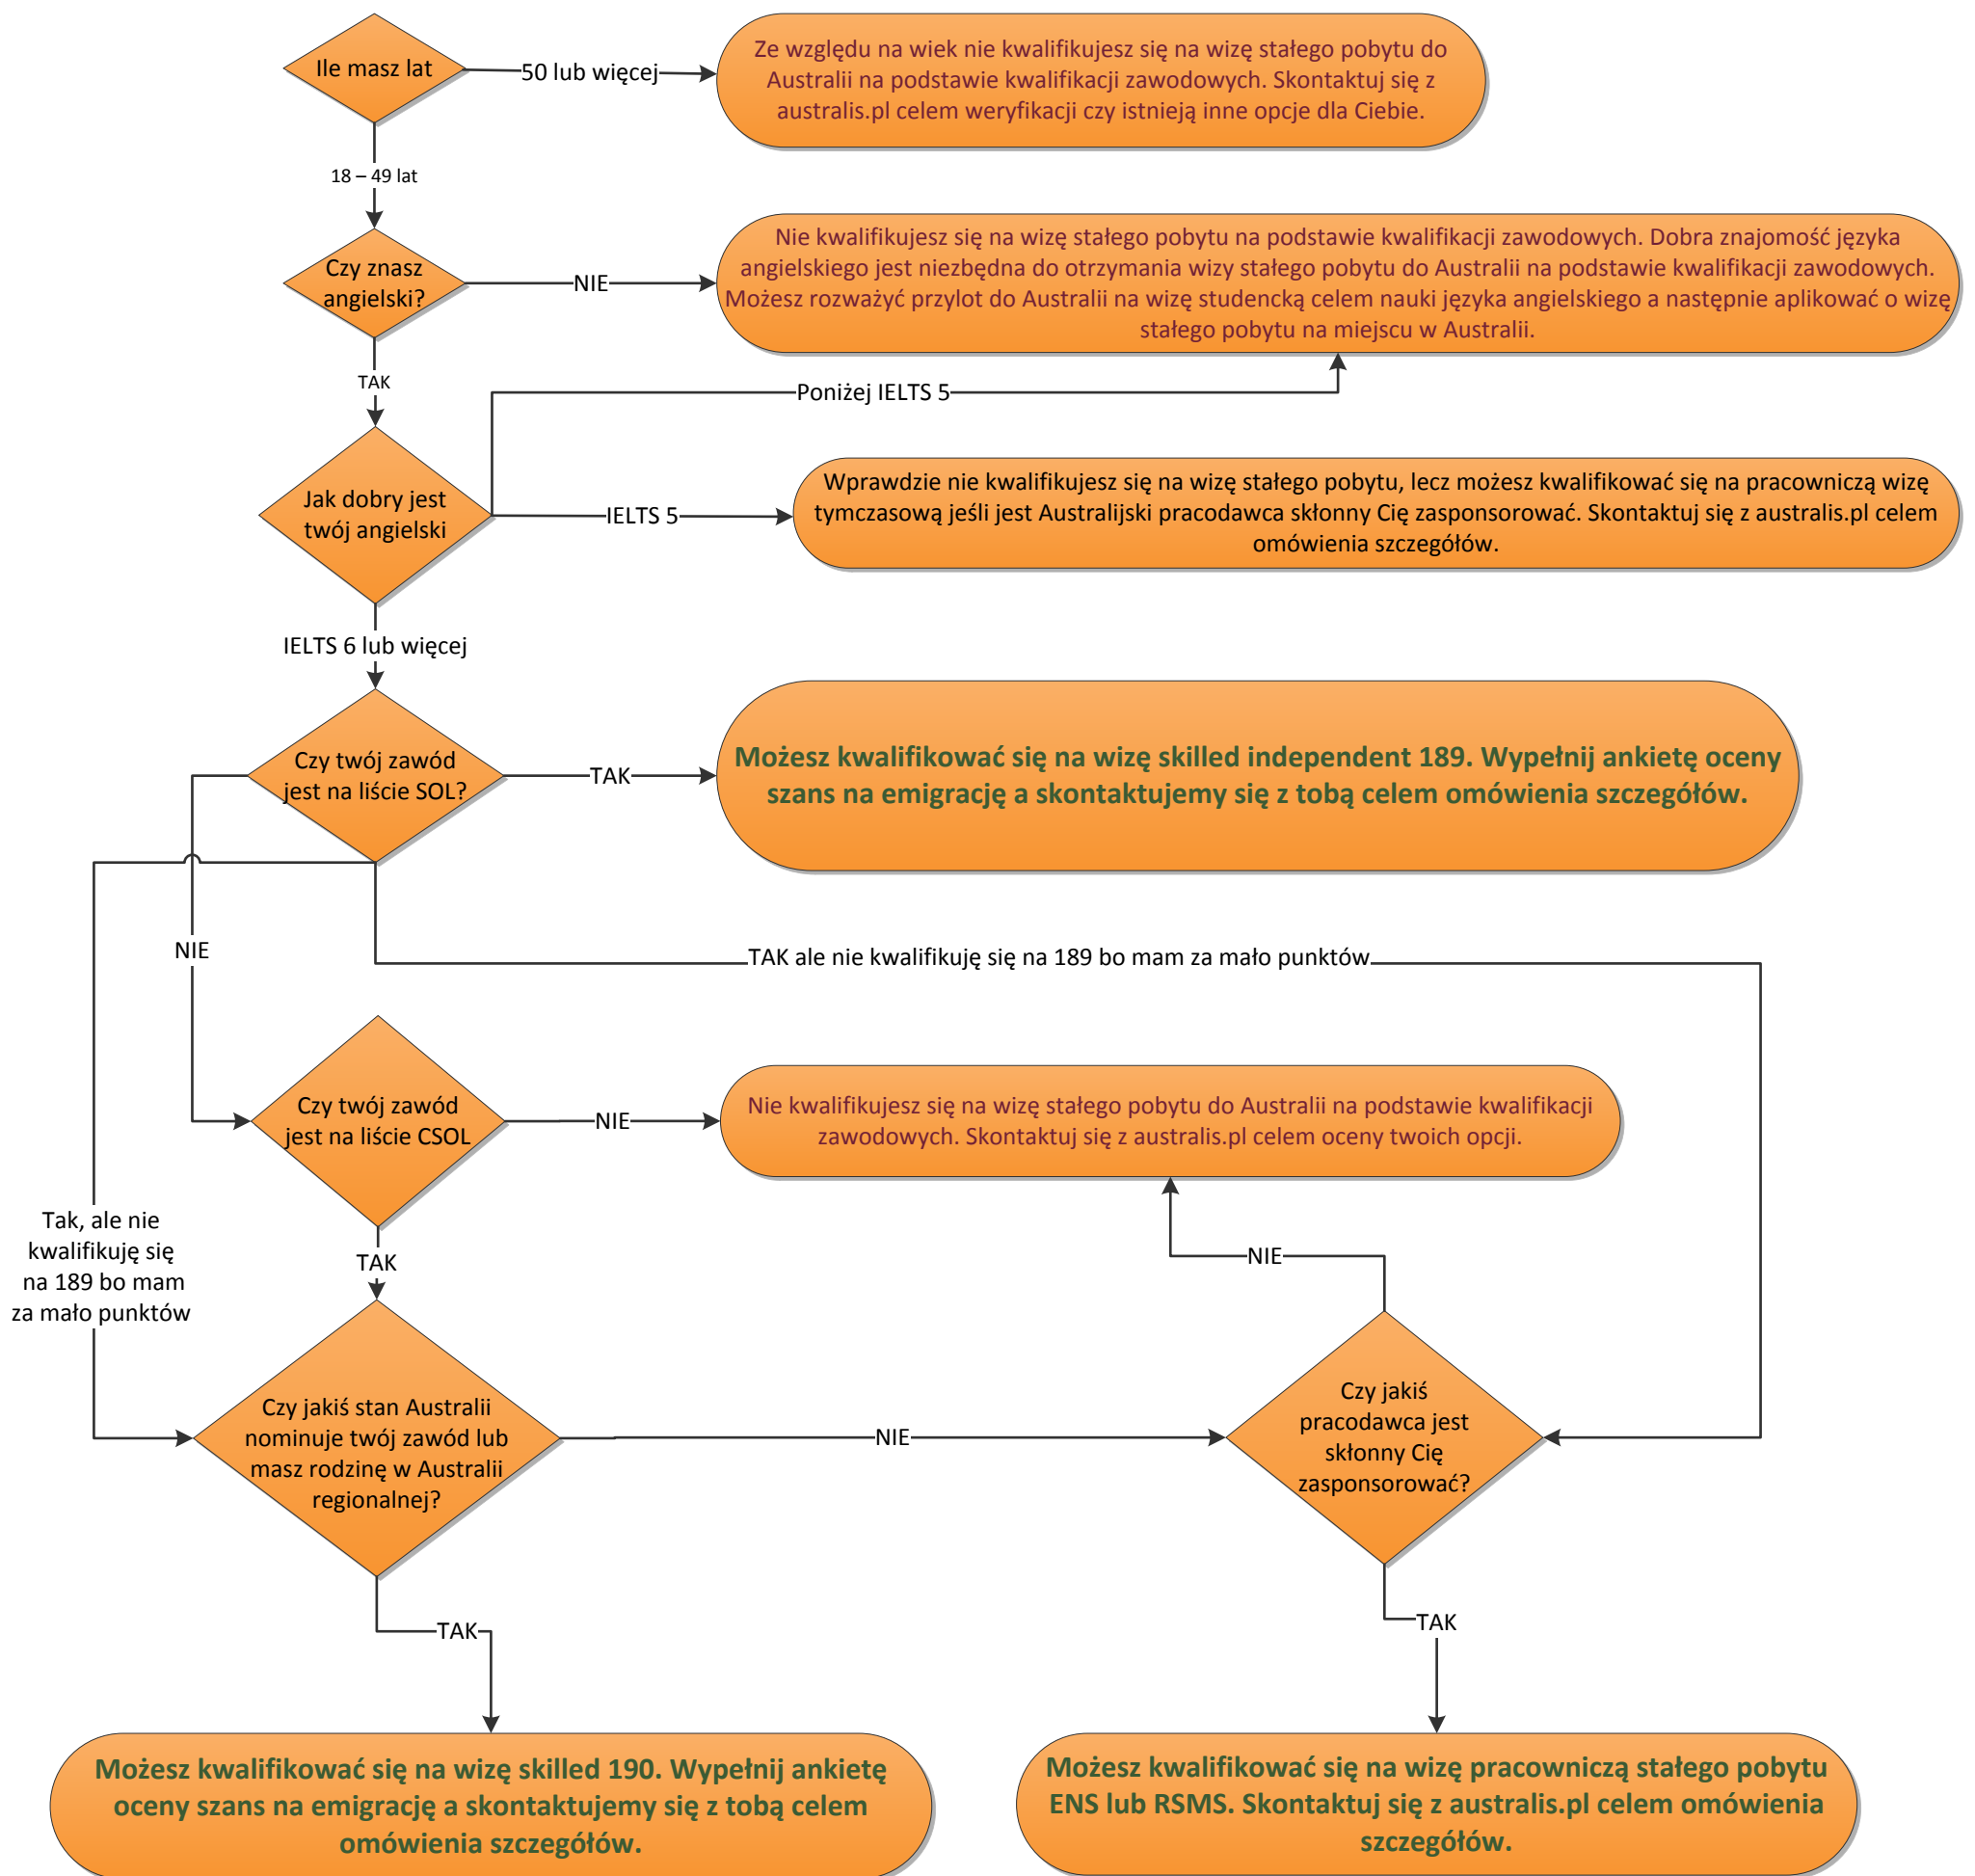 Ile masz lat
50 lub więcej
Ze względu na wiek nie kwalifikujesz się na wizę stałego pobytu do
Australii na podstawie kwalifikacji zawodowych. Skontaktuj się z
australis.pl celem weryfikacji czy istnieją inne opcje dla Ciebie.
18 – 49 lat
Czy znasz
angielski?
NIE
Nie kwalifikujesz się na wizę stałego pobytu na podstawie kwalifikacji zawodowych. Dobra znajomość języka
angielskiego jest niezbędna do otrzymania wizy stałego pobytu do Australii na podstawie kwalifikacji zawodowych.
Możesz rozważyć przylot do Australii na wizę studencką celem nauki języka angielskiego a następnie aplikować o wizę
stałego pobytu na miejscu w Australii.
TAK
Poniżej IELTS 5
Jak dobry jest
twój angielski
IELTS 5
Wprawdzie nie kwalifikujesz się na wizę stałego pobytu, lecz możesz kwalifikować się na pracowniczą wizę
tymczasową jeśli jest Australijski pracodawca skłonny Cię zasponsorować. Skontaktuj się z australis.pl celem
omówienia szczegółów.
IELTS 6 lub więcej
Czy twój zawód
jest na liście SOL?
TAK
Możesz kwalifikować się na wizę skilled independent 189. Wypełnij ankietę oceny
szans na emigrację a skontaktujemy się z tobą celem omówienia szczegółów.
NIE
TAK ale nie kwalifikuję się na 189 bo mam za mało punktów
Czy twój zawód
jest na liście CSOL
NIE
Nie kwalifikujesz się na wizę stałego pobytu do Australii na podstawie kwalifikacji
zawodowych. Skontaktuj się z australis.pl celem oceny twoich opcji.
Tak, ale nie
kwalifikuję się
na 189 bo mam
za mało punktów
TAK
NIE
Czy jakiś stan Australii
nominuje twój zawód lub
masz rodzinę w Australii
regionalnej?
NIE
Czy jakiś
pracodawca jest
skłonny Cię
zasponsorować?
TAK
TAK
Możesz kwalifikować się na wizę skilled 190. Wypełnij ankietę
oceny szans na emigrację a skontaktujemy się z tobą celem
omówienia szczegółów.
Możesz kwalifikować się na wizę pracowniczą stałego pobytu
ENS lub RSMS. Skontaktuj się z australis.pl celem omówienia
szczegółów.